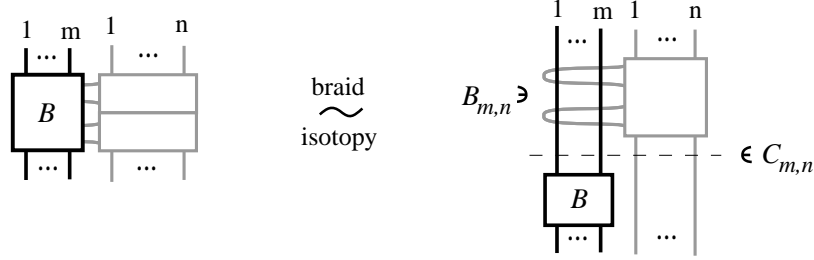 1 ... m 1 ... n
B
... ...
braid
isotopy
1 ... m 1 ... n
B_{m,n} ∍
∊ C_{m,n}
B
... ...